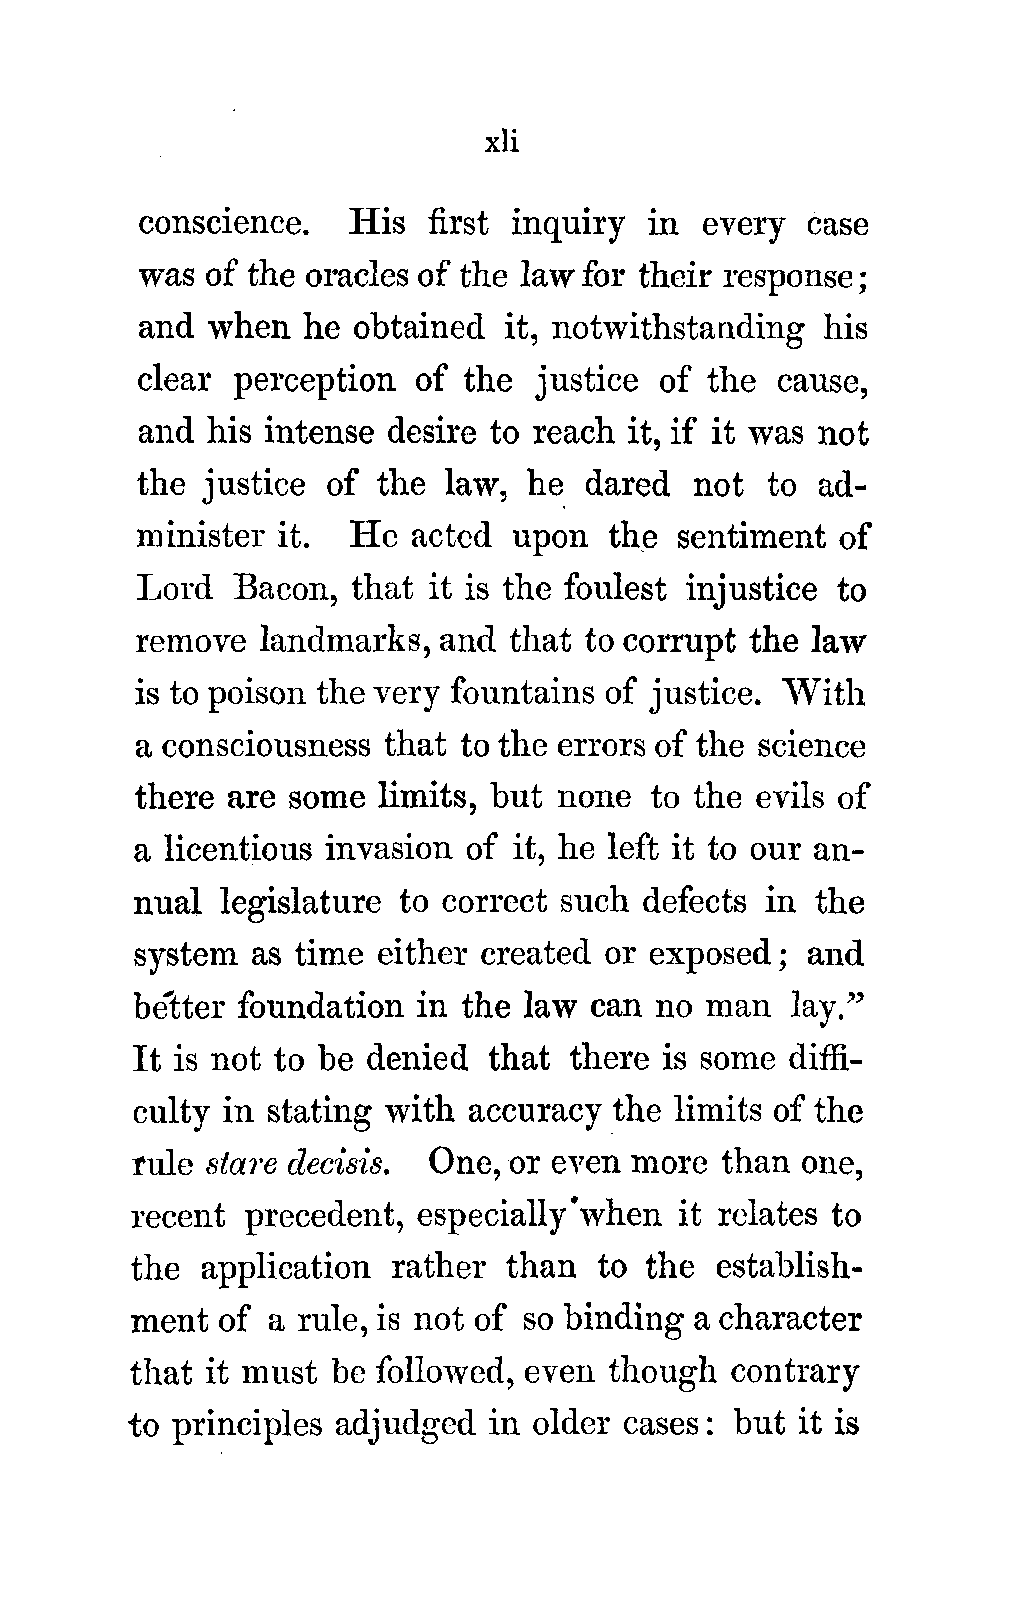 xli
conscience. His first inquiry in every case
was of the oracles of the law for their response;
and when he obtained it, notwithstanding his
clear perception of the justice of the cause,
and his intense desire to reach it, if it was not
the justice of the law, he dared not to ad-
minister it. He acted upon the sentiment of
Lord Bacon, that it is the foulest injustice to
remove landmarks, and that to corrupt the law
is to poison the very fountains of justice. With
a consciousness that to the errors of the science
there are some limits, but none to the evils of
a licentious invasion of it, he left it to our an-
nual legislature to correct such defects in the
system as time either created or exposed; and
better foundation in the law can no man lay.”
It is not to be denied that there is some diffi-
culty in stating with accuracy the limits of the
rule stare decisis. One, or even more than one,
recent precedent, especially when it relates to
the application rather than to the establish-
ment of a rule, is not of so binding a character
that it must be followed, even though contrary
to principles adjudged in older cases: but it is